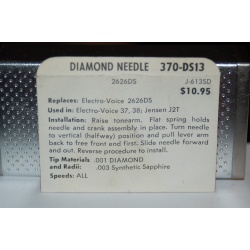 DIAMOND NEEDLE 370-DS13
2626DS J-613SD
$10.95
Replaces: Electro-Voice 2626DS
Used in: Electro-Voice 37, 38; Jensen J2T
Installation: Raise tonearm. Flat spring holds
needle and crank assembly in place. Turn needle
to vertical (halfway) position and pull lever arm
back to free front end first. Slide needle forward
and out. Reverse procedure to install.
Tip Materials .001 DIAMOND
and Radii: .003 Synthetic Sapphire
Speeds: ALL